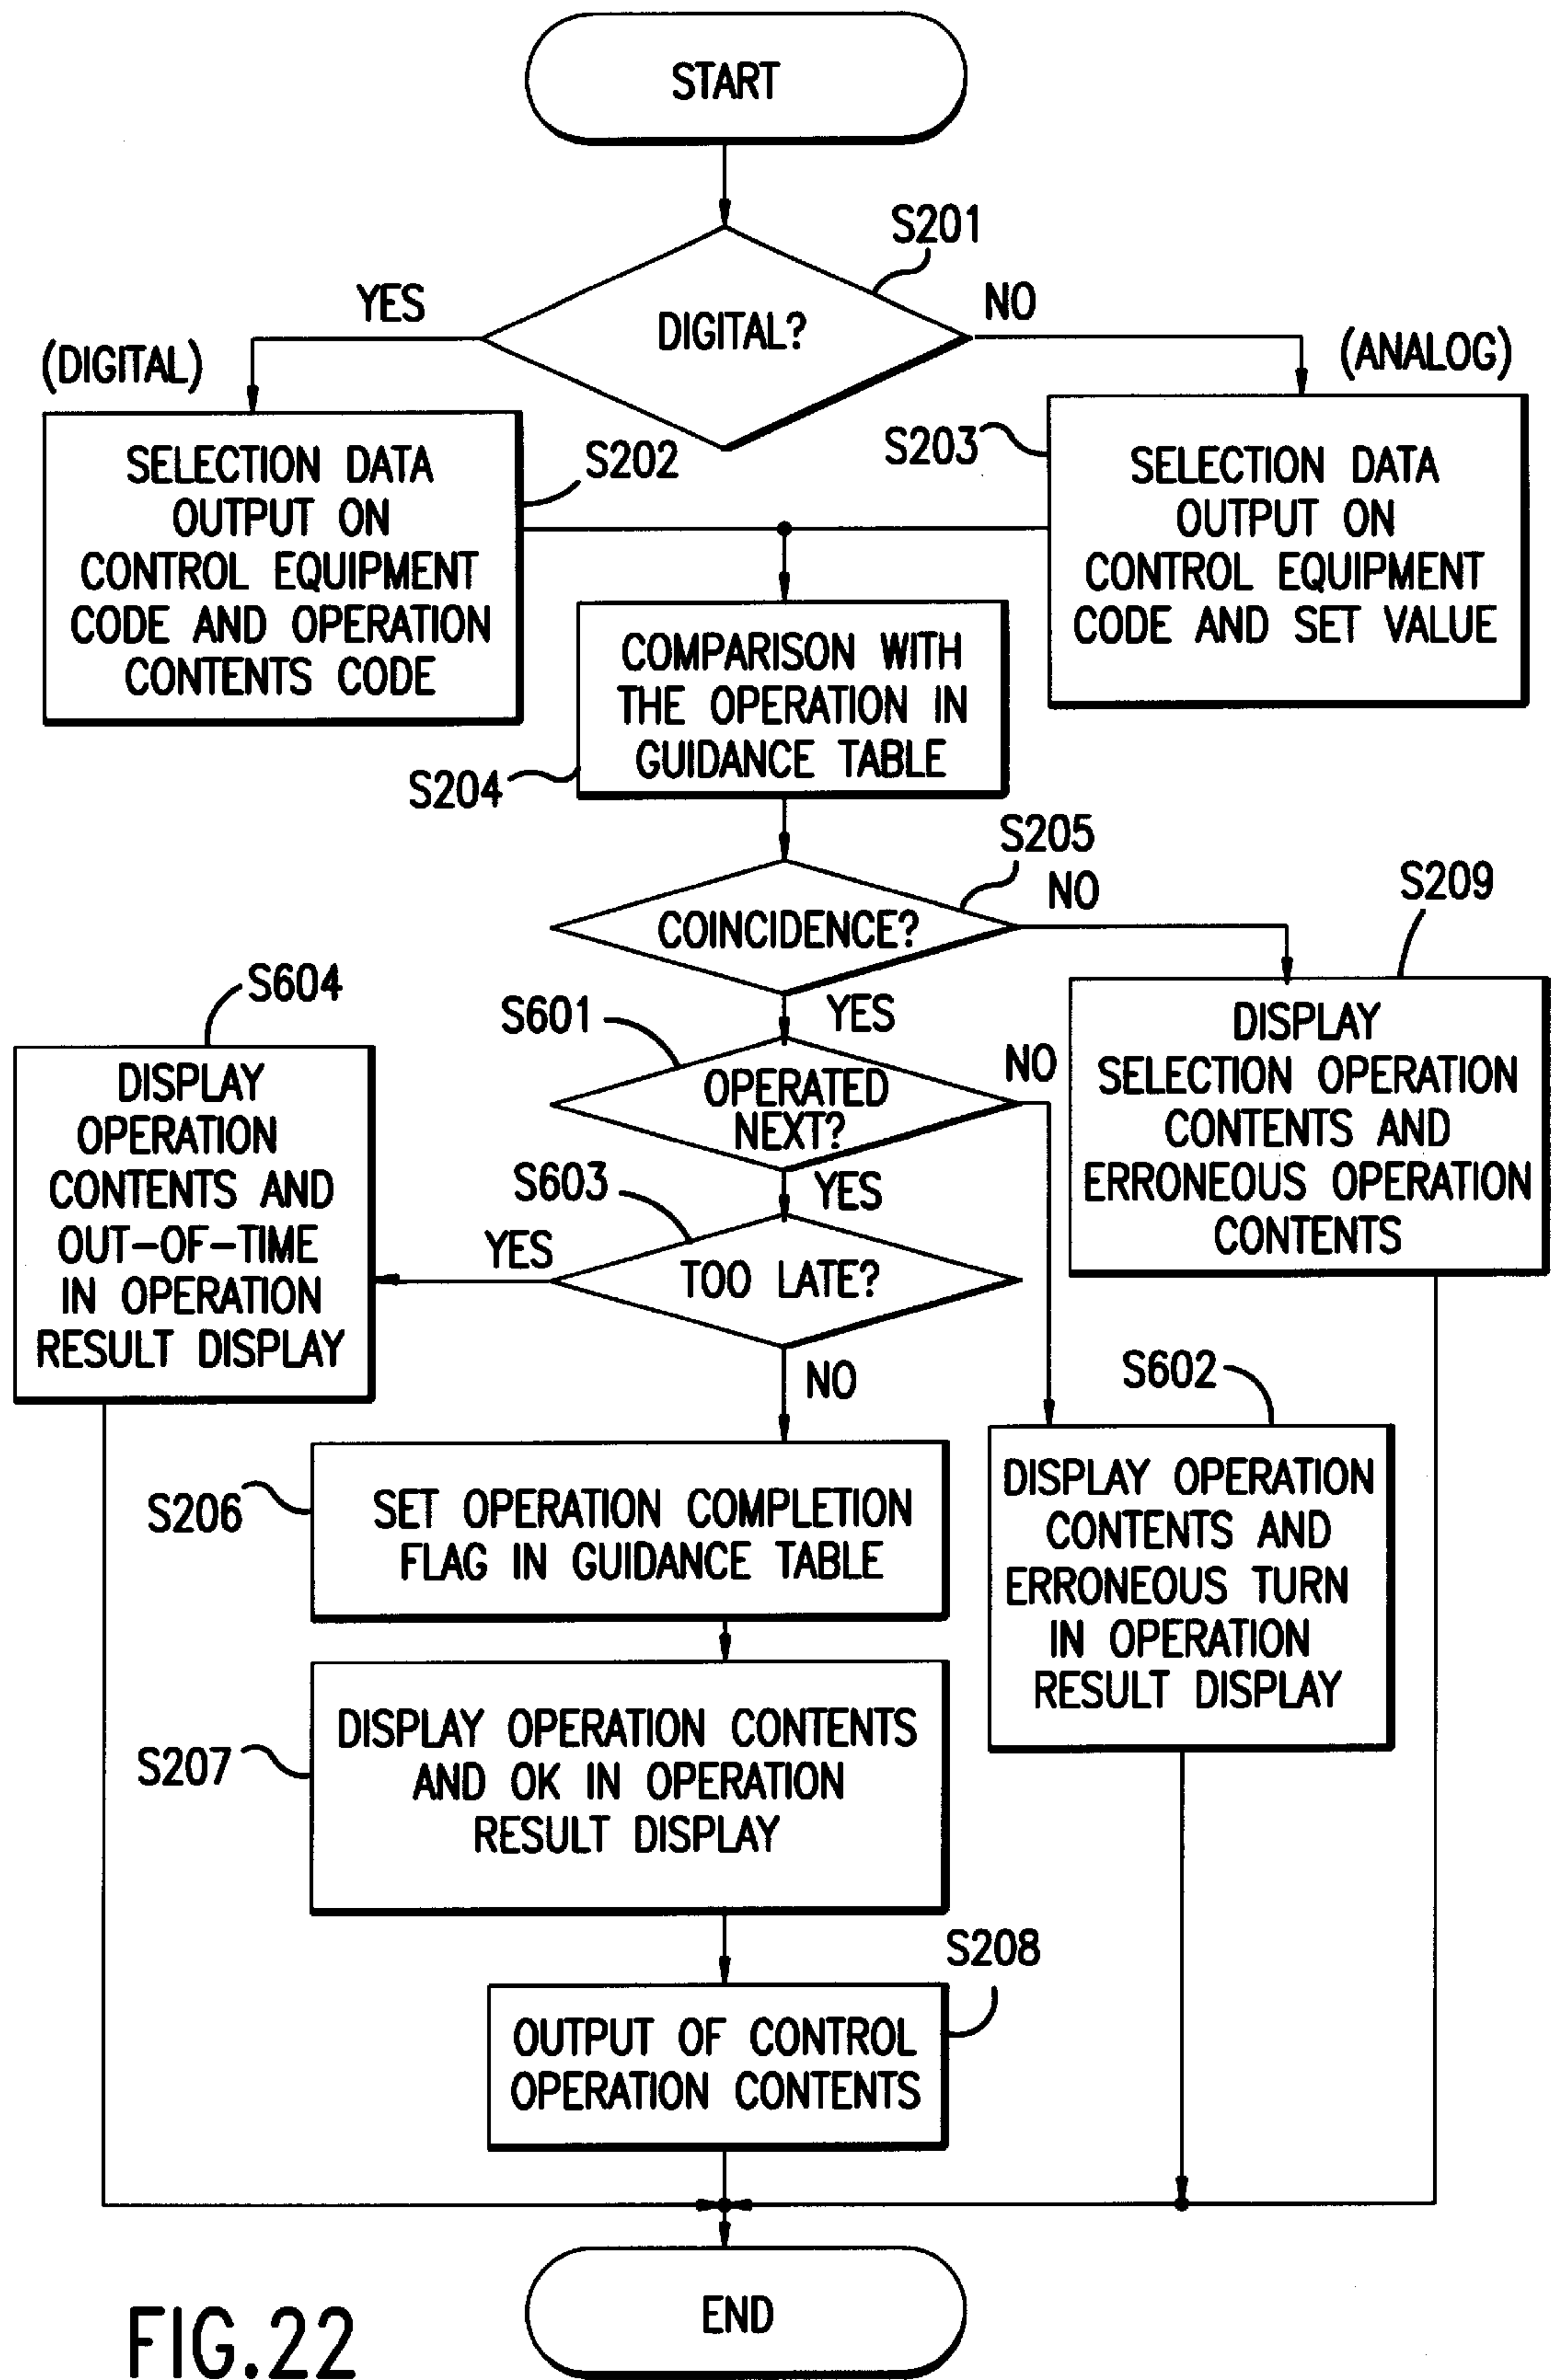 START
S201
YES
NO
DIGITAL?
(DIGITAL)
(ANALOG)
SELECTION DATA
OUTPUT ON
CONTROL EQUIPMENT
CODE AND OPERATION
CONTENTS CODE
S202
S203
SELECTION DATA
OUTPUT ON
CONTROL EQUIPMENT
CODE AND SET VALUE
COMPARISON WITH
THE OPERATION IN
GUIDANCE TABLE
S204
S205
COINCIDENCE?
NO
S209
YES
DISPLAY
SELECTION OPERATION
CONTENTS AND
ERRONEOUS OPERATION
CONTENTS
S604
DISPLAY
OPERATION
CONTENTS AND
OUT-OF-TIME
IN OPERATION
RESULT DISPLAY
S601
OPERATED
NEXT?
NO
YES
S603
YES
TOO LATE?
NO
S602
DISPLAY OPERATION
CONTENTS AND
ERRONEOUS TURN
IN OPERATION
RESULT DISPLAY
S206
SET OPERATION COMPLETION
FLAG IN GUIDANCE TABLE
S207
DISPLAY OPERATION CONTENTS
AND OK IN OPERATION
RESULT DISPLAY
S208
OUTPUT OF CONTROL
OPERATION CONTENTS
END
FIG.22